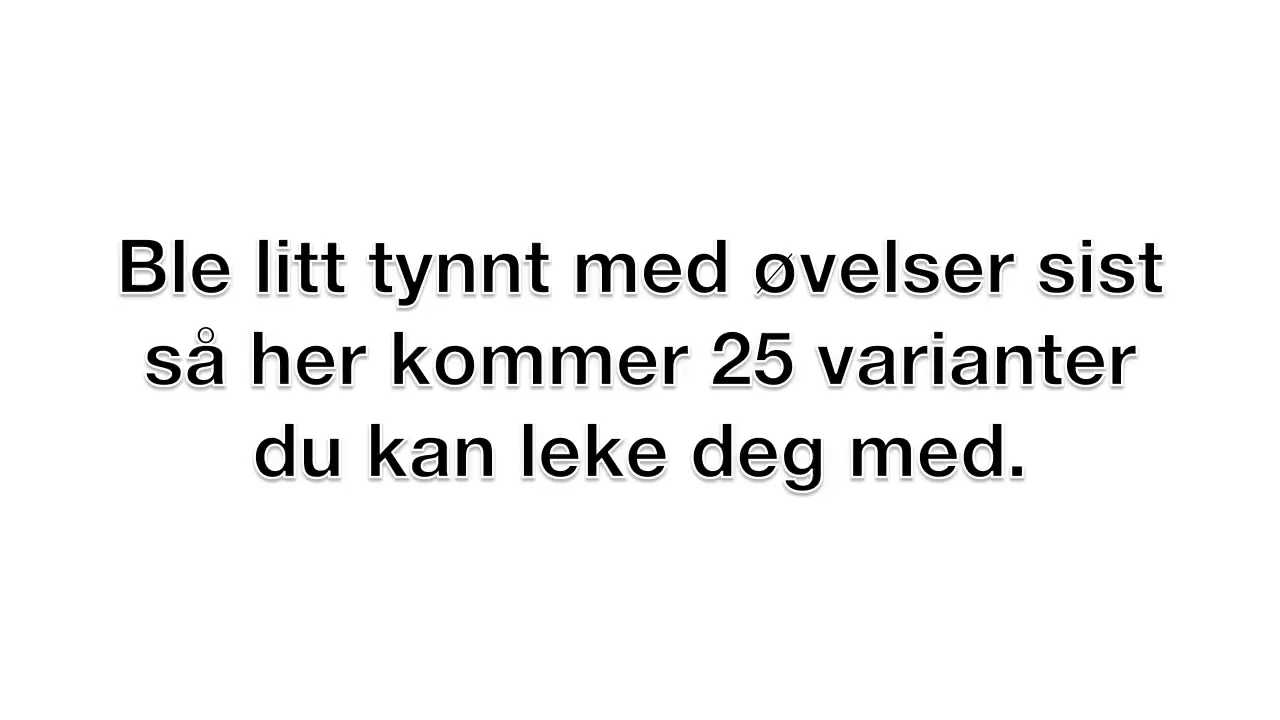 Ble litt tynnt med øvelser sist
så her kommer 25 varianter
du kan leke deg med.